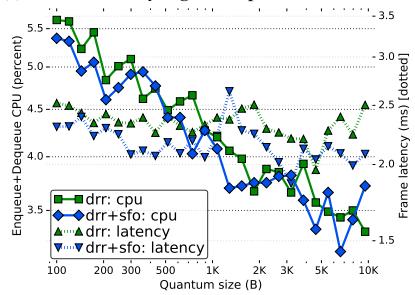 5.5
5.0
4.5
4.0
3.5
Enqueue+Dequeue CPU (percent)
3.5
3.0
2.5
2.0
1.5
Frame latency (ms) [dotted]
drr: cpu
drr+sfo: cpu
drr: latency
drr+sfo: latency
100 200 300 500 1K 2K 3K 5K 10K
Quantum size (B)